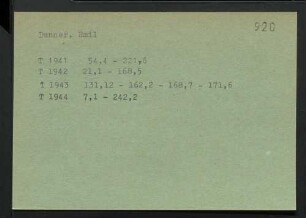 920
Danner, Emil
T 1941 54,4 - 221,6
T 1942 21,1 - 168,5
T 1943 131,12 - 162,2 - 168,7 - 171,6
T 1944 7,1 - 242,2